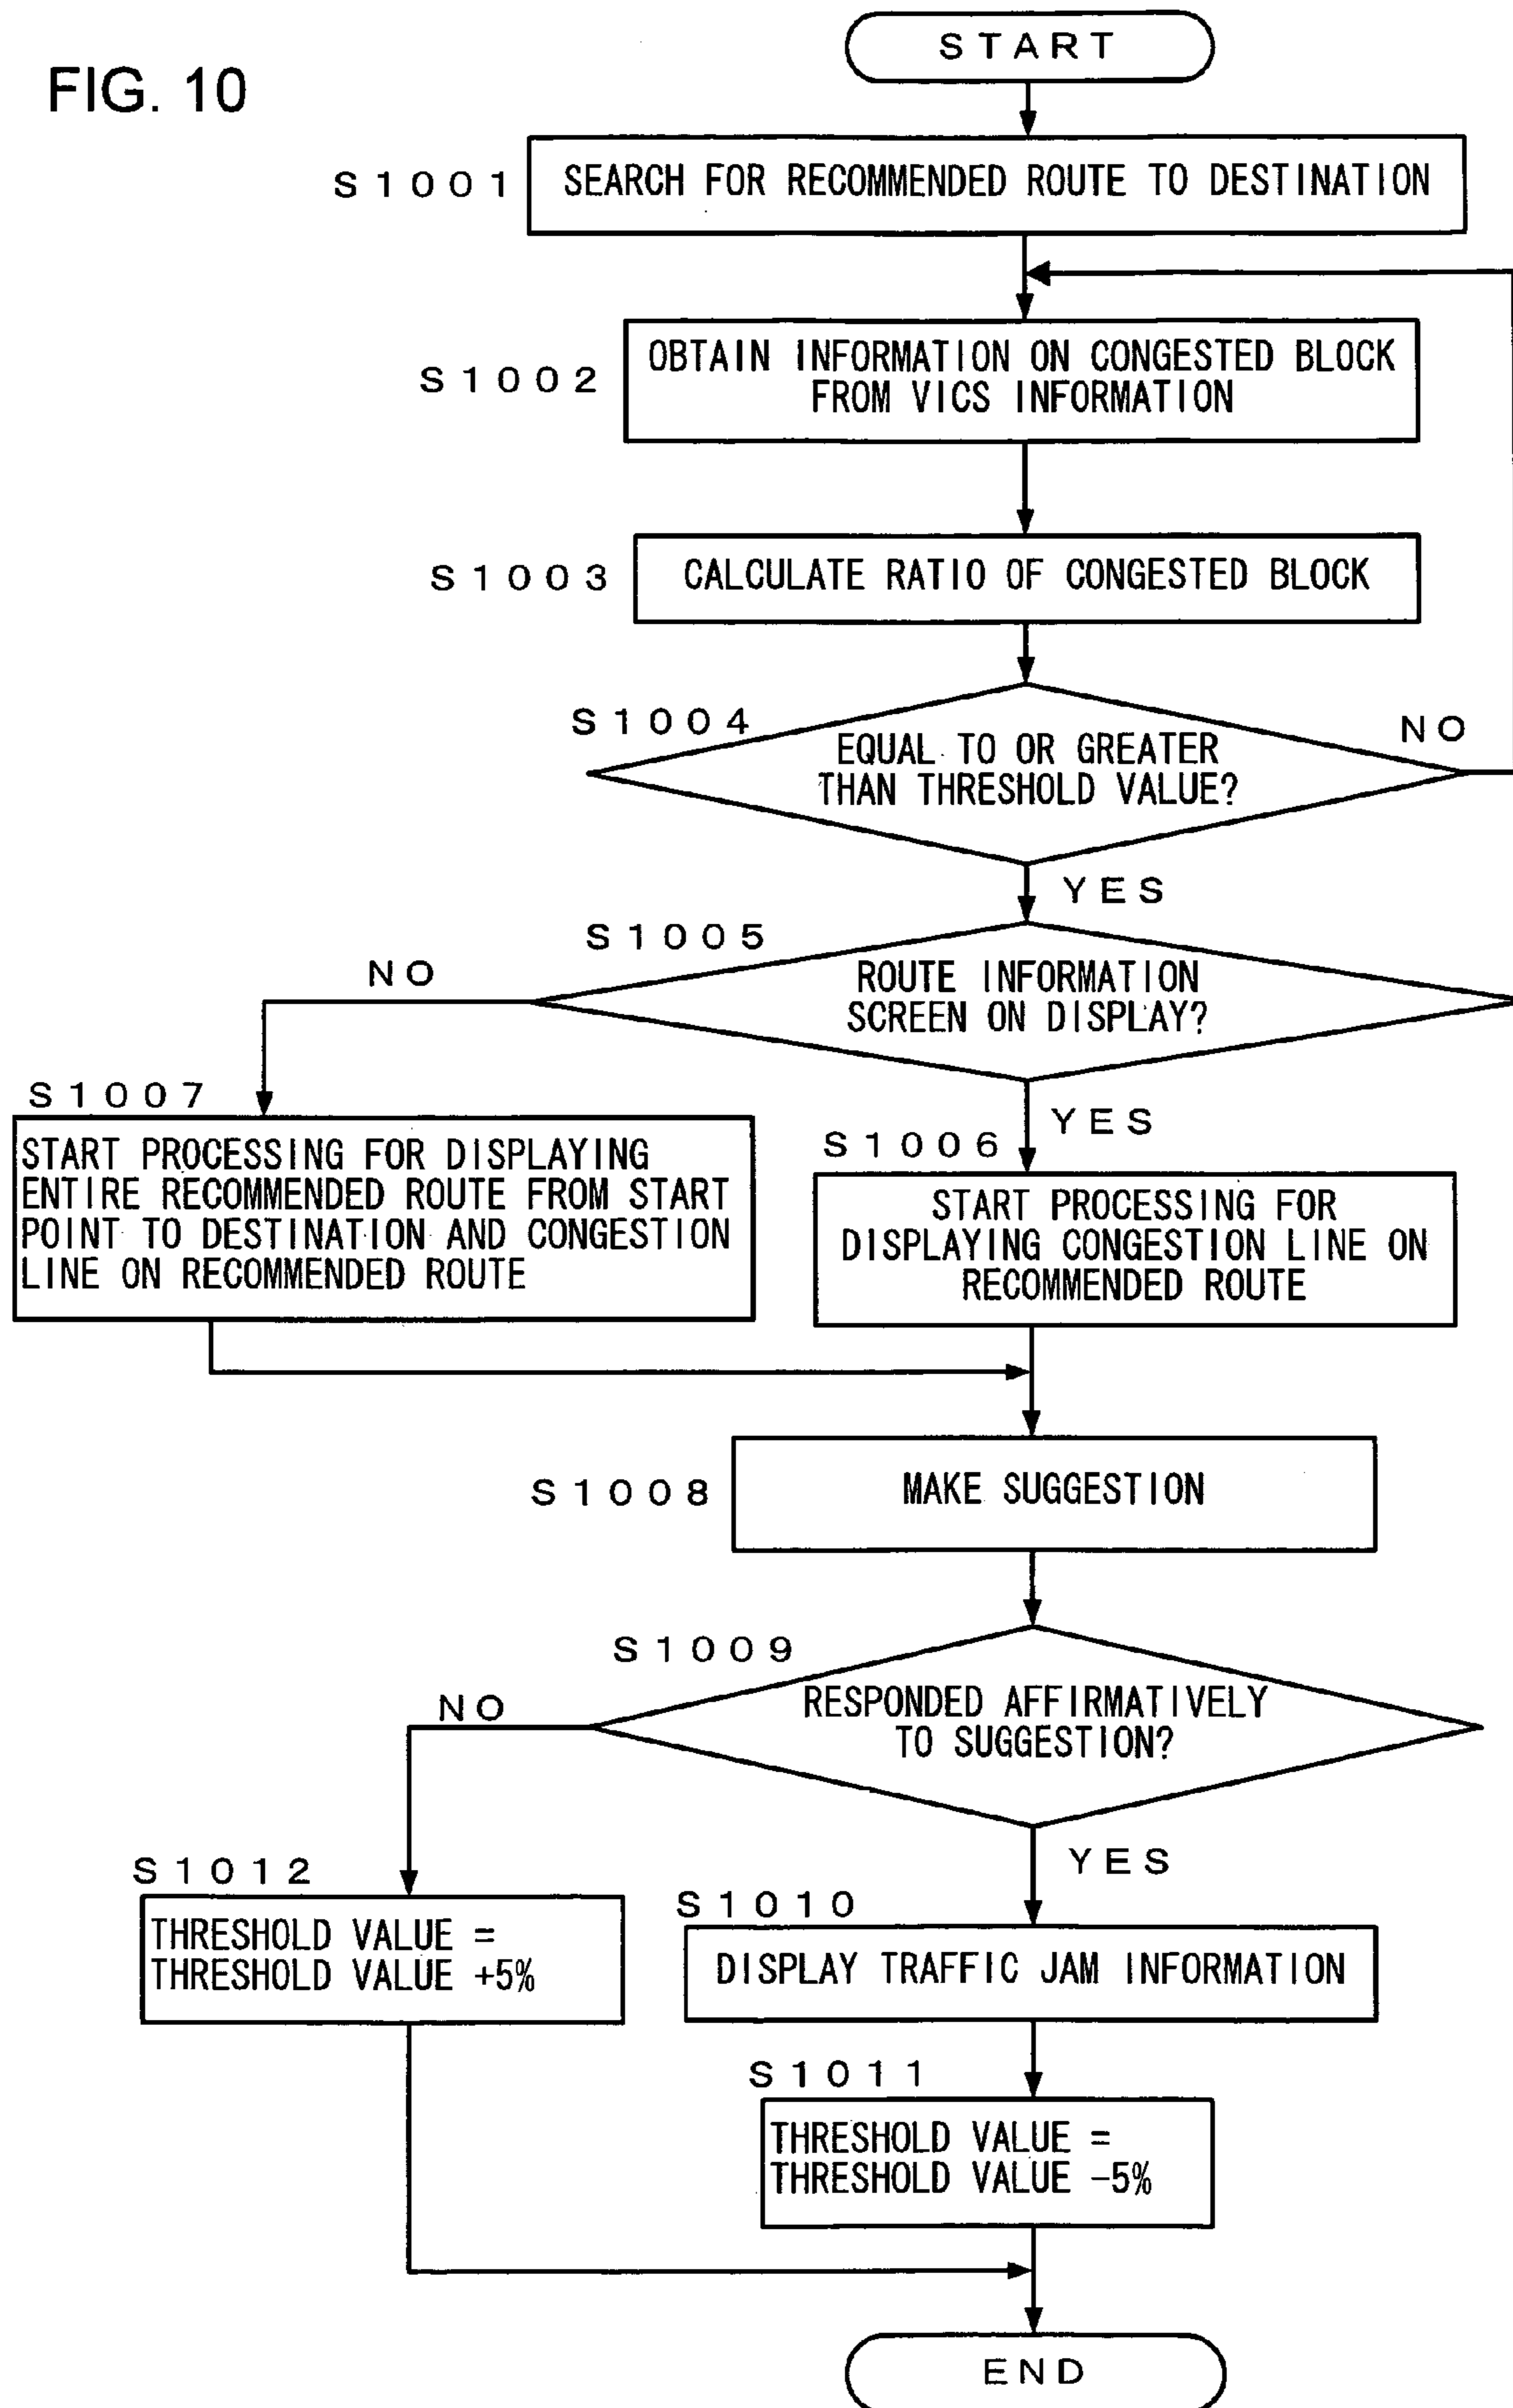 FIG. 10
START
S1001
SEARCH FOR RECOMMENDED ROUTE TO DESTINATION
S1002
OBTAIN INFORMATION ON CONGESTED BLOCK
FROM VICS INFORMATION
S1003
CALCULATE RATIO OF CONGESTED BLOCK
S1004
EQUAL TO OR GREATER
THAN THRESHOLD VALUE?
NO
YES
S1005
ROUTE INFORMATION
SCREEN ON DISPLAY?
NO
YES
S1007
START PROCESSING FOR DISPLAYING
ENTIRE RECOMMENDED ROUTE FROM START
POINT TO DESTINATION AND CONGESTION
LINE ON RECOMMENDED ROUTE
S1006
START PROCESSING FOR
DISPLAYING CONGESTION LINE ON
RECOMMENDED ROUTE
S1008
MAKE SUGGESTION
S1009
RESPONDED AFFIRMATIVELY
TO SUGGESTION?
NO
YES
S1012
THRESHOLD VALUE =
THRESHOLD VALUE +5%
S1010
DISPLAY TRAFFIC JAM INFORMATION
S1011
THRESHOLD VALUE =
THRESHOLD VALUE -5%
END